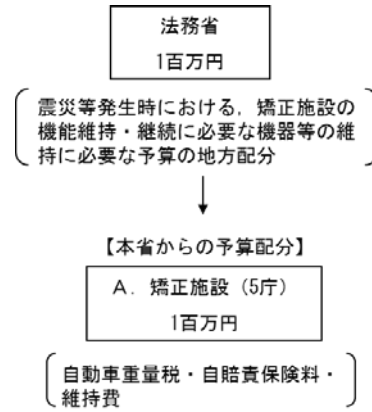 法務省
1百万円
震災等発生時における，矯正施設の
機能維持・継続に必要な機器等の維
持に必要な予算の地方配分
【本省からの予算配分】
Ａ．矯正施設（5庁）
1百万円
自動車重量税・自賠責保険料・
維持費